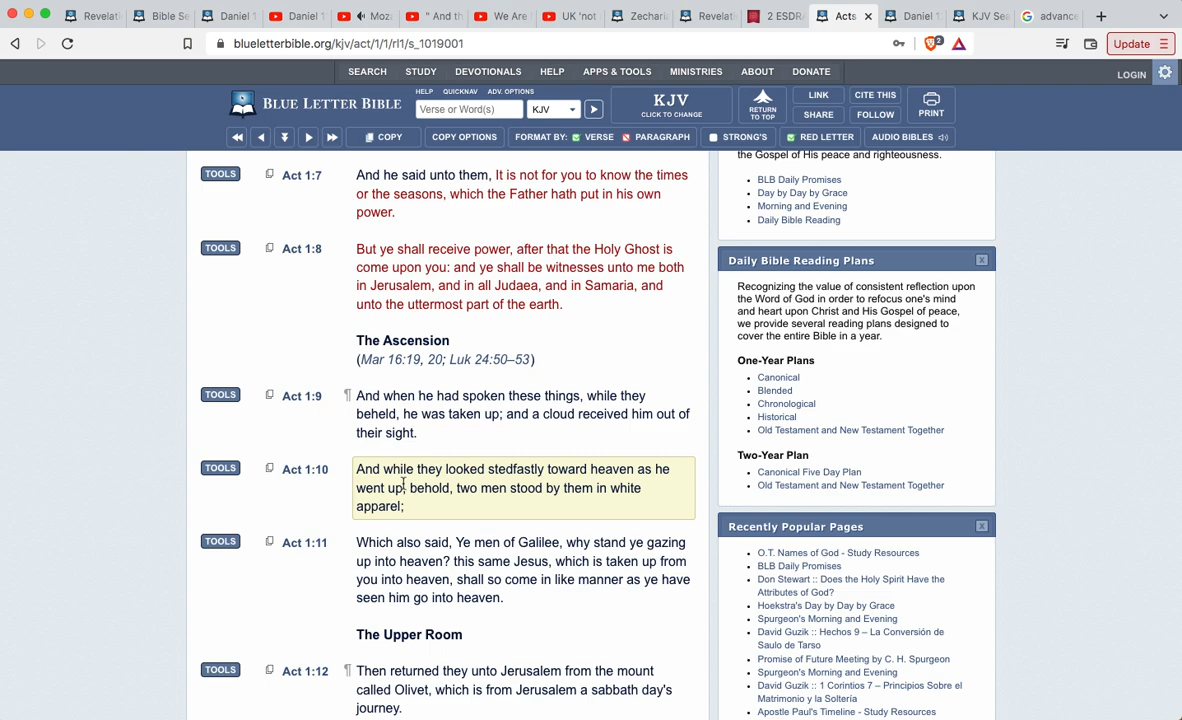 Revelati
Bible Se
Daniel 1
Daniel 1
Moza
" And th
We Are
UK 'not
Zechari
Revelati
2 ESDRA
Acts
Daniel 1
KJV Sea
advance
blueletterbible.org/kjv/act/1/1/rl1/s_1019001
2
Update
SEARCH STUDY DEVOTIONALS HELP APPS & TOOLS MINISTRIES ABOUT DONATE
LOGIN
BLUE LETTER BIBLE
HELP QUICKNAV ADV. OPTIONS
Verse or Word(s)
KJV
KJV
CLICK TO CHANGE
RETURN
TO TOP
LINK
SHARE
CITE THIS
FOLLOW
PRINT
COPY COPY OPTIONS FORMAT BY: VERSE PARAGRAPH STRONG'S RED LETTER AUDIO BIBLES
TOOLS Act 1:7 And he said unto them, It is not for you to know the times
or the seasons, which the Father hath put in his own
power.
TOOLS Act 1:8 But ye shall receive power, after that the Holy Ghost is
come upon you: and ye shall be witnesses unto me both
in Jerusalem, and in all Judaea, and in Samaria, and
unto the uttermost part of the earth.
The Ascension
(Mar 16:19, 20; Luk 24:50–53)
TOOLS Act 1:9 ¶ And when he had spoken these things, while they
beheld, he was taken up; and a cloud received him out of
their sight.
TOOLS Act 1:10 And while they looked stedfastly toward heaven as he
went up, behold, two men stood by them in white
apparel;
TOOLS Act 1:11 Which also said, Ye men of Galilee, why stand ye gazing
up into heaven? this same Jesus, which is taken up from
you into heaven, shall so come in like manner as ye have
seen him go into heaven.
The Upper Room
TOOLS Act 1:12 ¶ Then returned they unto Jerusalem from the mount
called Olivet, which is from Jerusalem a sabbath day's
journey.
the Gospel of His peace and righteousness.
BLB Daily Promises
Day by Day by Grace
Morning and Evening
Daily Bible Reading
Daily Bible Reading Plans
Recognizing the value of consistent reflection upon
the Word of God in order to refocus one's mind
and heart upon Christ and His Gospel of peace,
we provide several reading plans designed to
cover the entire Bible in a year.
One-Year Plans
Canonical
Blended
Chronological
Historical
Old Testament and New Testament Together
Two-Year Plan
Canonical Five Day Plan
Old Testament and New Testament Together
Recently Popular Pages
O.T. Names of God - Study Resources
BLB Daily Promises
Don Stewart :: Does the Holy Spirit Have the
Attributes of God?
Hoekstra's Day by Day by Grace
Spurgeon's Morning and Evening
David Guzik :: Hechos 9 – La Conversión de
Saulo de Tarso
Promise of Future Meeting by C. H. Spurgeon
Spurgeon's Morning and Evening
David Guzik :: 1 Corintios 7 – Principios Sobre el
Matrimonio y la Soltería
Apostle Paul's Timeline - Study Resources